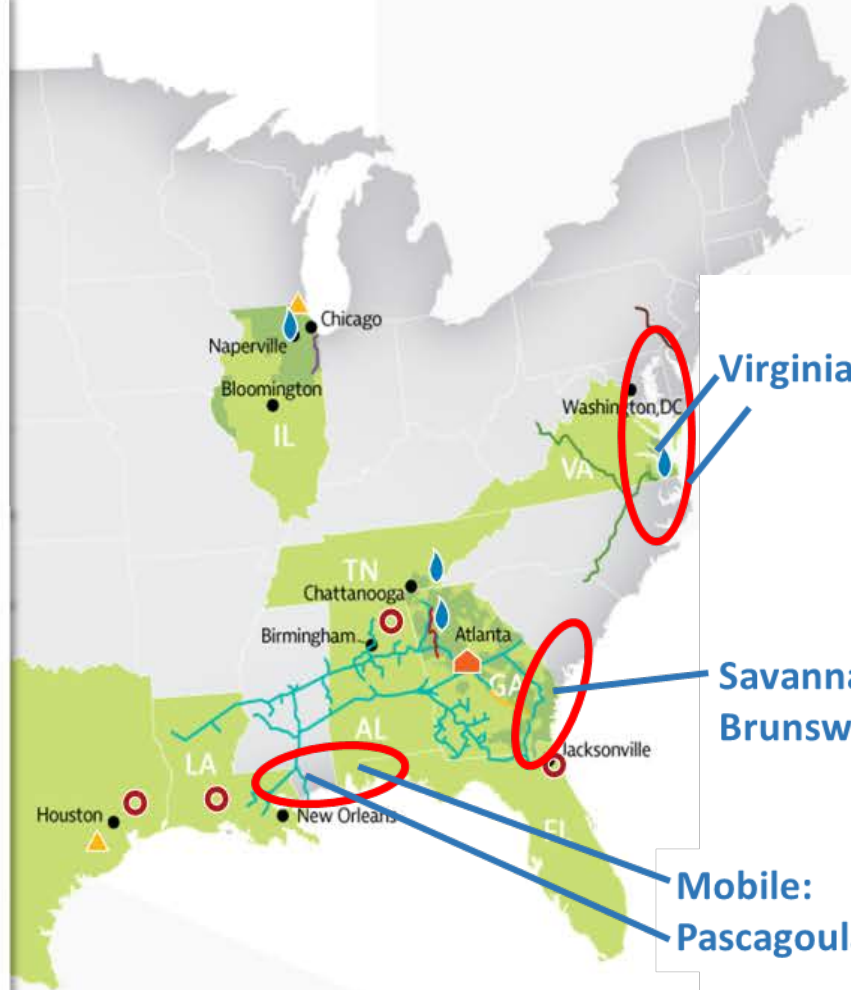 Chicago
Naperville
Bloomington
IL
Virginia
Washington,DC
VA
TN
Chattanooga
Birmingham
Atlanta
GA
Savanna
Brunsw
AL
Jacksonville
LA
Houston
New Orleans
FL
Mobile:
Pascagoul